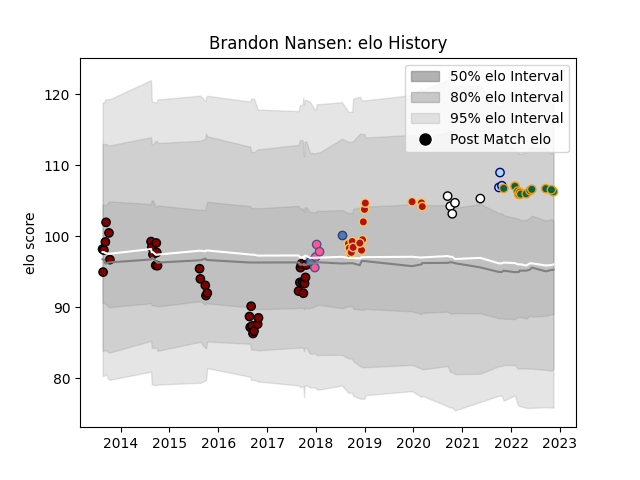 Brandon Nansen: elo History
50% elo Interval
80% elo Interval
95% elo Interval
Post Match elo
elo score
120
110
100
90
80
2014 2015 2016 2017 2018 2019 2020 2021 2022 2023